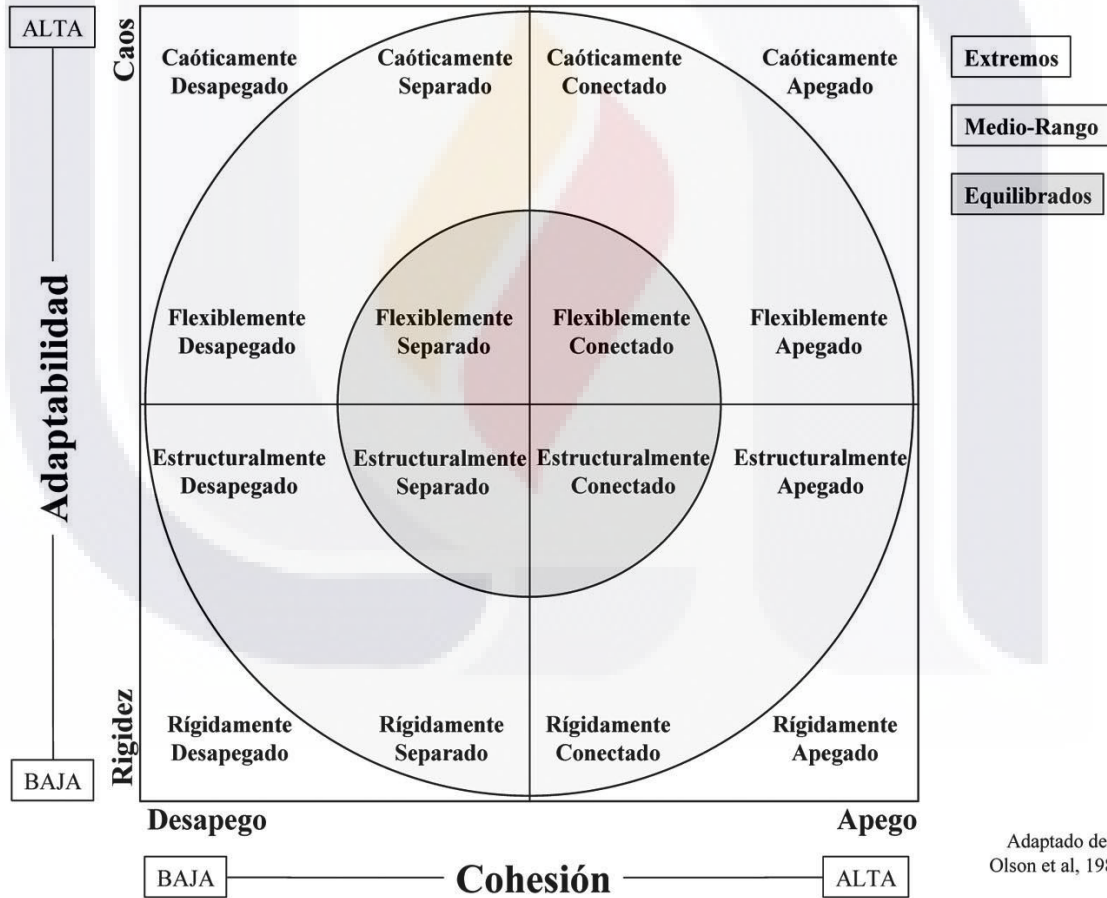 ALTA
Caos
Caóticamente
Desapegado
Caóticamente
Separado
Caóticamente
Conectado
Caóticamente
Apegado
Extremos
Medio-Rango
Equilibrados
Adaptabilidad
Flexiblemente
Desapegado
Flexiblemente
Separado
Flexiblemente
Conectado
Flexiblemente
Apegado
Estructuralmente
Desapegado
Estructuralmente
Separado
Estructuralmente
Conectado
Estructuralmente
Apegado
Rigidez
Rígidamente
Desapegado
Rígidamente
Separado
Rígidamente
Conectado
Rígidamente
Apegado
BAJA
Desapego
Apego
BAJA
Cohesión
ALTA
Adaptado de
Olson et al,